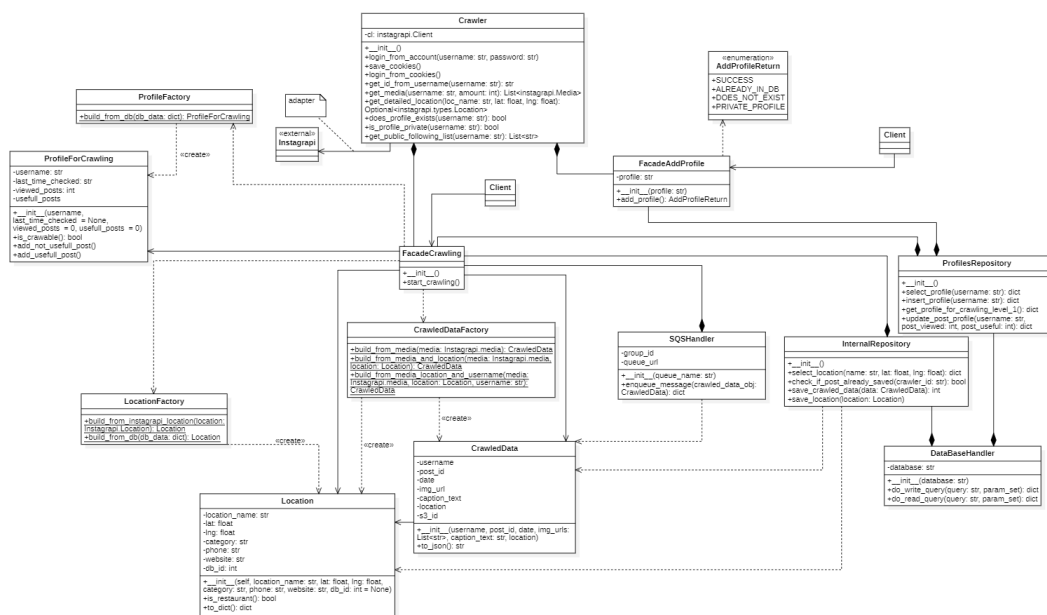 Crawler
-cl: instagrapi.Client
+__init__()
+login_from_account(username: str, password: str)
+save_cookies()
+login_from_cookies()
+get_id_from_username(username: str): str
+get_media(username: str, amount: int): List<instagrapi.Media>
+get_detailed_location(loc_name: str, lat: float, lng: float):
Optional<instagrapi.types.Location>
+does_profile_exists(username: str): bool
+is_profile_private(username: str): bool
+get_public_following_list(username: str): List<str>
«enumeration»
AddProfileReturn
+SUCCESS
+ALREADY_IN_DB
+DOES_NOT_EXIST
+PRIVATE_PROFILE
ProfileFactory
+build_from_db(db_data: dict): ProfileForCrawling
adapter
«external»
Instagrapi
Client
«create»
ProfileForCrawling
-username: str
-last_time_checked: str
-viewed_posts: int
-usefull_posts
+__init__(username,
last_time_checked = None,
viewed_posts = 0, usefull_posts = 0)
+is_crawable(): bool
+add_not_usefull_post()
+add_usefull_post()
FacadeAddProfile
-profile: str
+__init__(profile: str)
+add_profile(): AddProfileReturn
Client
FacadeCrawling
+__init__()
+start_crawling()
ProfilesRepository
+__init__()
+select_profile(username: str): dict
+insert_profile(username: str): dict
+get_profile_for_crawling_level_1(): dict
+update_post_profile(username: str,
post_viewed: int, post_useful: int): dict
CrawledDataFactory
+build_from_media(media: Instagrapi.media): CrawledData
+build_from_media_and_location(media: Instagrapi.media,
location: Location): CrawledData
+build_from_media_location_and_username(media:
Instagrapi.media, location: Location, username: str):
CrawledData
SQSHandler
-group_id
-queue_url
+__init__(queue_name: str)
+enqueue_message(crawled_data_obj:
CrawledData): dict
InternalRepository
+__init__()
+select_location(name: str, lat: float, lng: float): dict
+check_if_post_already_saved(crawler_id: str): bool
+save_crawled_data(data: CrawledData): int
+save_location(location: Location)
LocationFactory
+build_from_instagrapi_location(location:
Instagrapi.Location): Location
+build_from_db(db_data: dict): Location
«create»
«create»
«create»
CrawledData
-username
-post_id
-date
-img_url
-caption_text
-location
-s3_id
+__init__(username, post_id, date, img_urls:
List<str>, caption_text: str, location)
+to_json(): str
DataBaseHandler
-database: str
+__init__(database: str)
+do_write_query(query: str, param_set): dict
+do_read_query(query: str, param_set): dict
Location
-location_name: str
-lat: float
-lng: float
-category: str
-phone: str
-website: str
-db_id: int
+__init__(self, location_name: str, lat: float, lng: float,
category: str, phone: str, website: str, db_id: int = None)
+is_restaurant(): bool
+to_dict(): dict